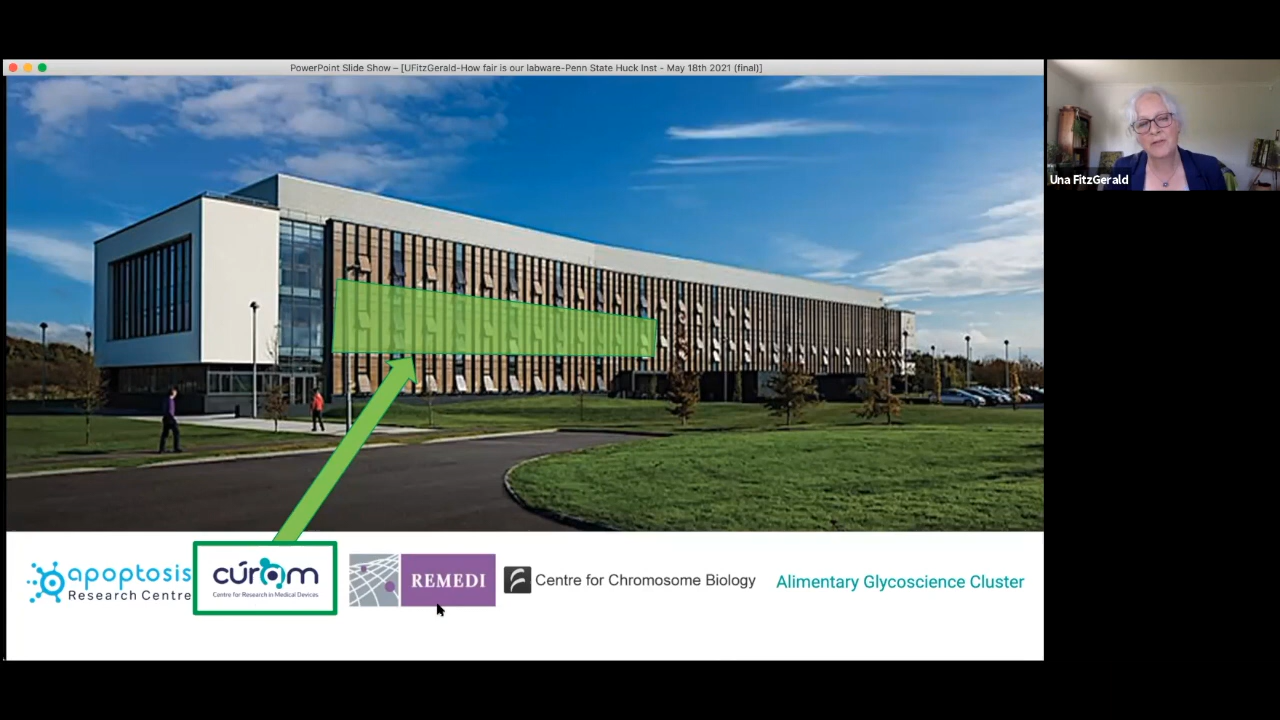 PowerPoint Slide Show – [UFitzGerald-How fair is our labware-Penn State Huck Inst - May 18th 2021 (final)]
Una FitzGerald
apoptosis
Research Centre
cúram
Centre for Research in Medical Devices
REMEDI
Centre for Chromosome Biology
Alimentary Glycoscience Cluster